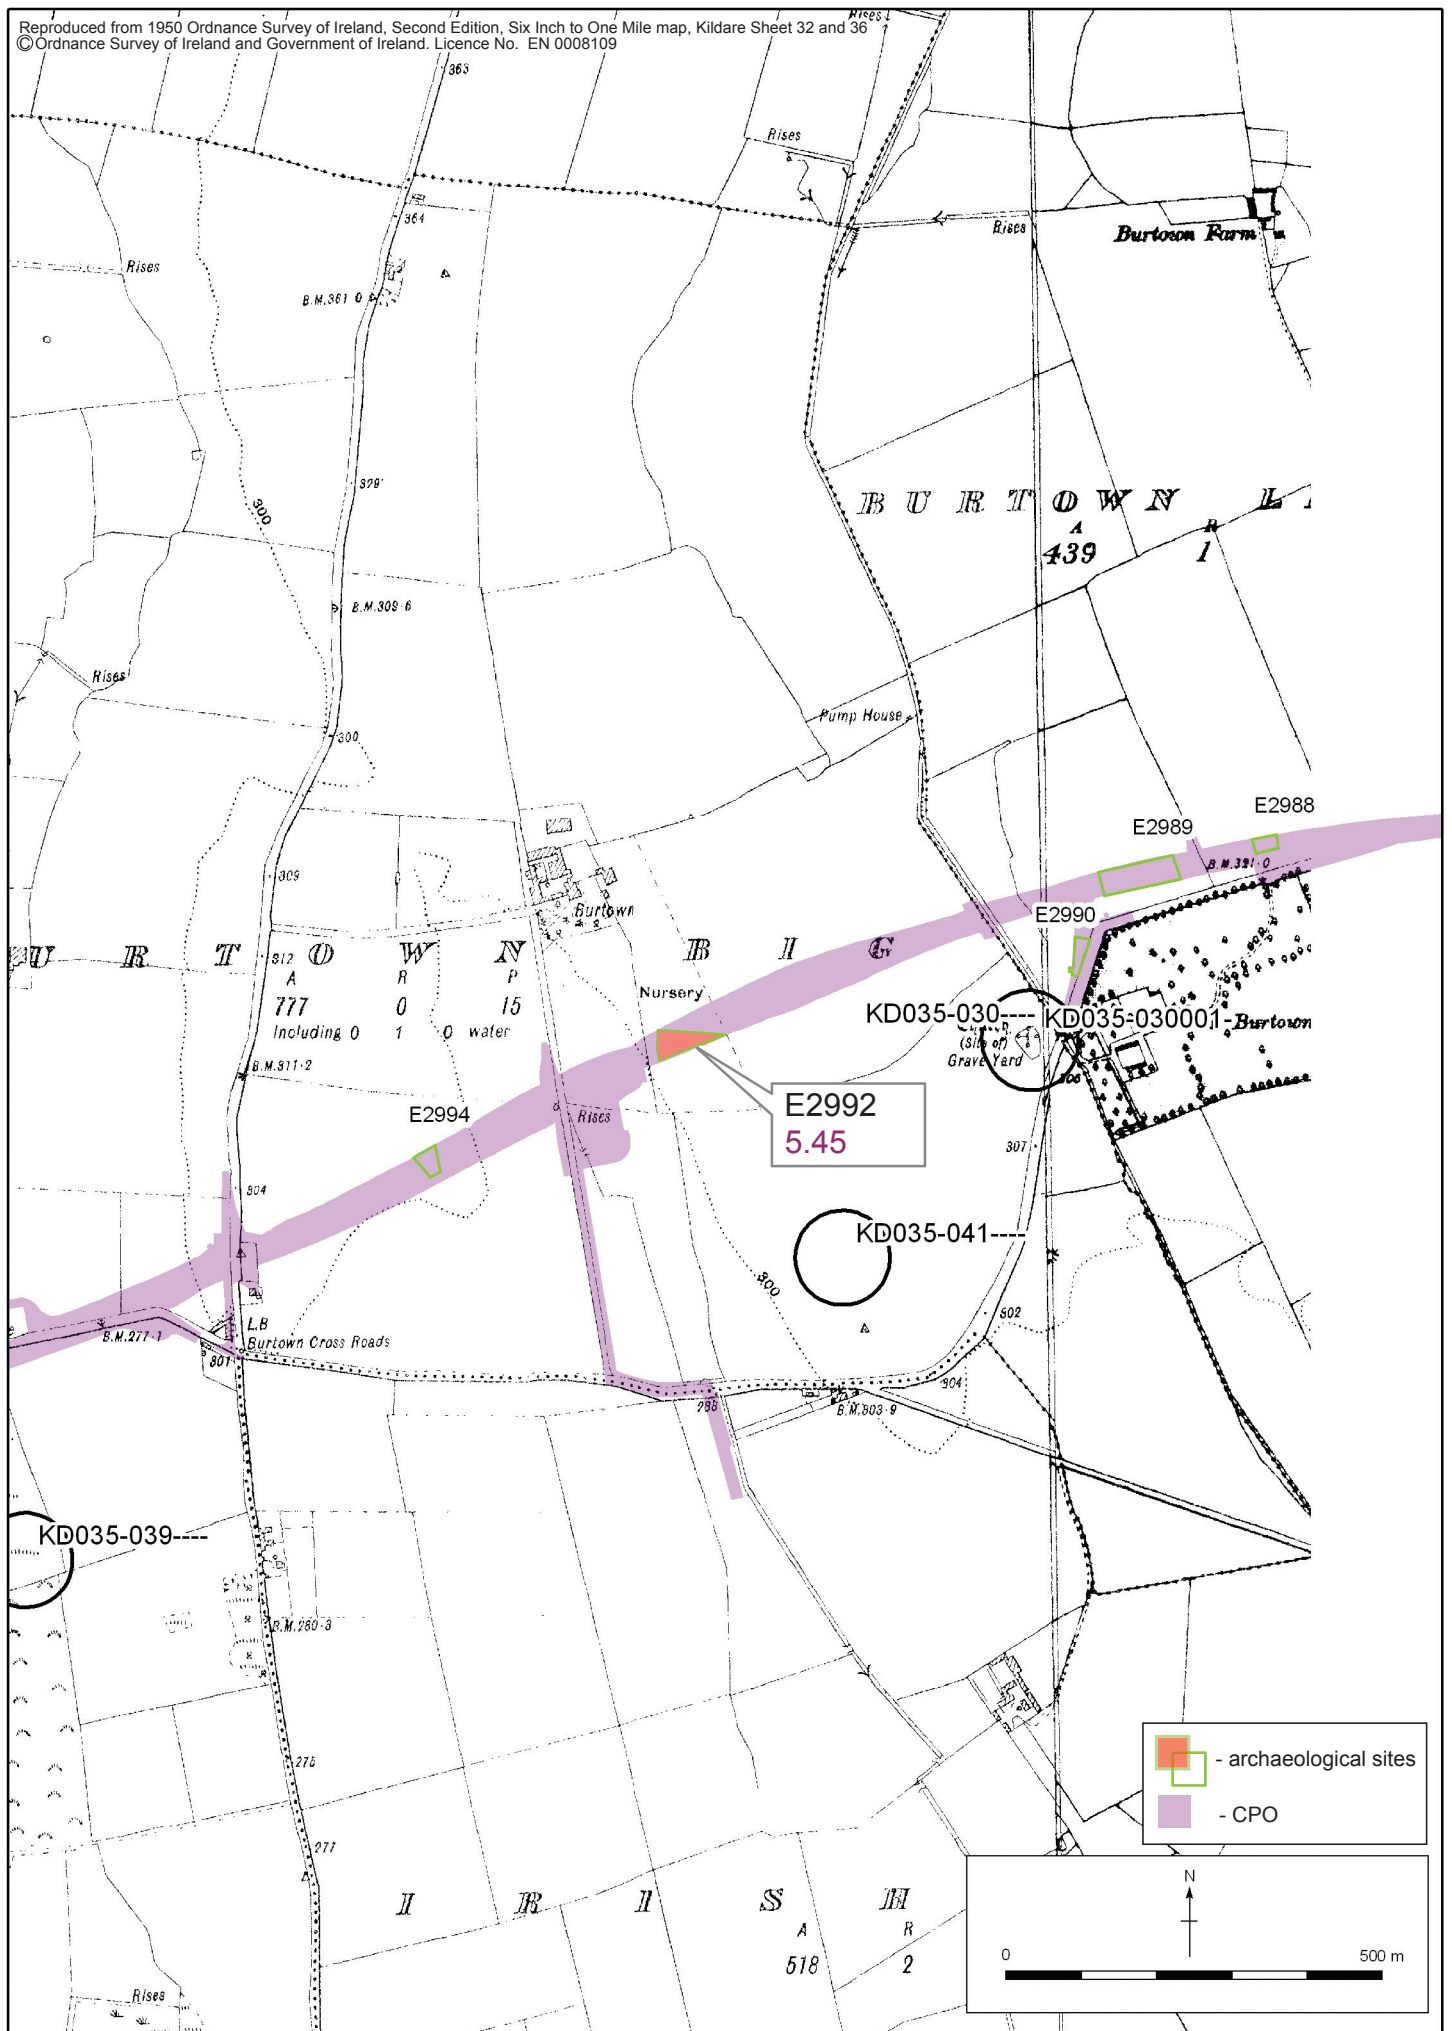 Reproduced from 1950 Ordnance Survey of Ireland, Second Edition, Six Inch to One Mile map, Kildare Sheet 32 and 36
© Ordnance Survey of Ireland and Government of Ireland. Licence No. EN 0008109
Rises
363
Rises
364
Rises
Burtown Farm
Rises
B.M.361·0
329
300
BURTOWN
A R
439 1
B.M.309·6
Rises
Pump House
300
E2988
E2989
B.M.321·0
309
Burtown
E2990
URTOWN BIG
312
A R P
777 0 15
Including 0 1 0 water
Nursery
KD035-030----
KD035-030001-
Burtown
(Site of)
Grave Yard
306
B.M.311·2
E2992
5.45
E2994
Rises
307
304
KD035-041----
300
302
L.B
B.M.277·1
Burtown Cross Roads
301
304
288
B.M.303·9
KD035-039----
B.M.280·3
275
- archaeological sites
- CPO
277
IRISH
A R
518 2
N
0 500 m
Rises